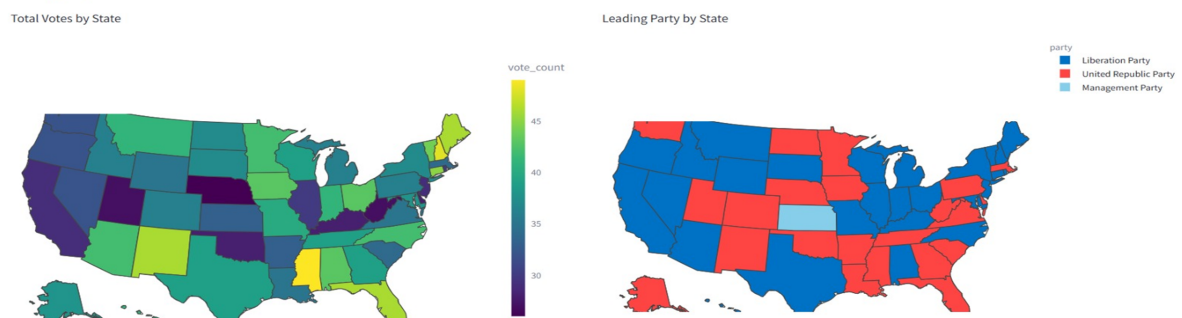 Total Votes by State
vote_count
45
40
35
30
Leading Party by State
party
Liberation Party
United Republic Party
Management Party